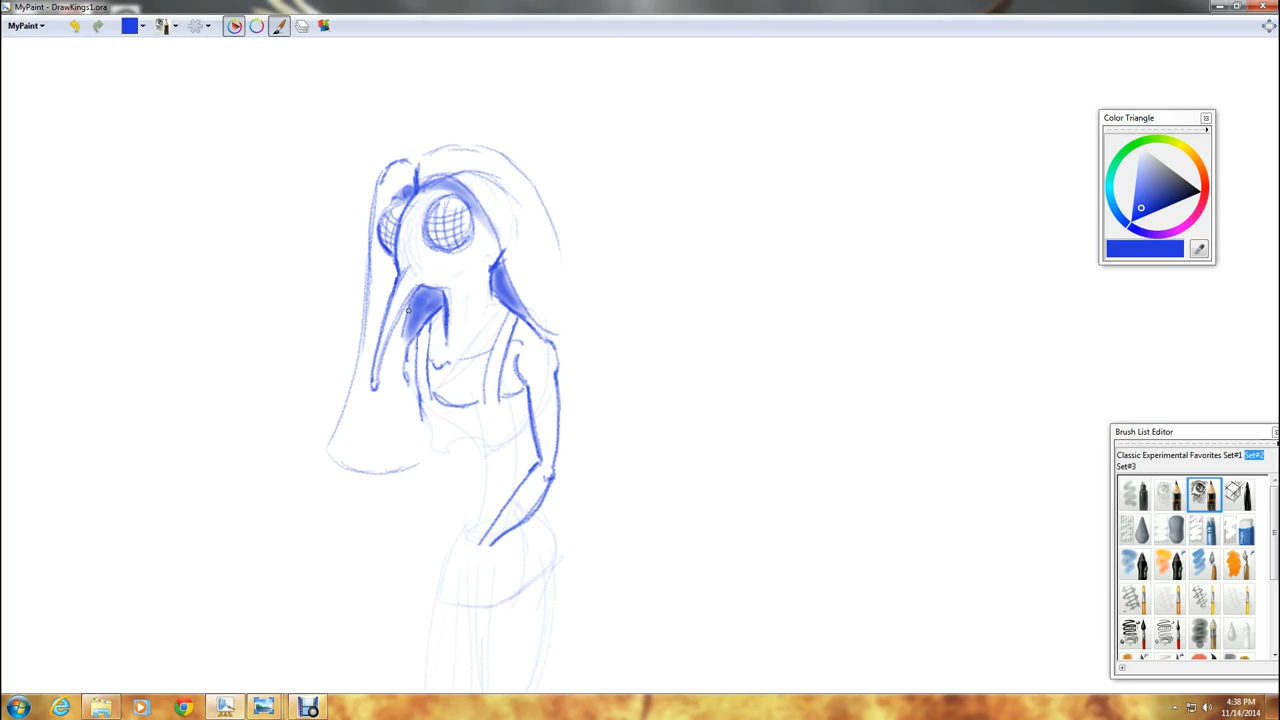 MyPaint - DrawKings1.ora
MyPaint
Color Triangle
Brush List Editor
Classic Experimental Favorites Set#1 Set#2
Set#3
4:38 PM
11/14/2014